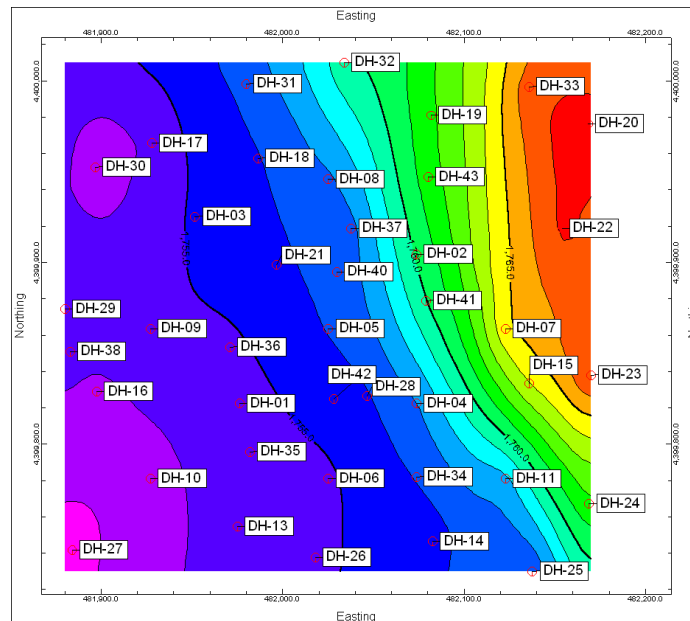 Easting
481,900.0 482,000.0 482,100.0 482,200.0
4,400,000.0
4,399,900.0
4,399,800.0
Northing
DH-32
DH-31
DH-33
DH-19
DH-20
DH-17
DH-18
DH-30
DH-08
DH-43
DH-03
DH-37
DH-22
DH-21
DH-02
1,755.0
1,760.0
1,765.0
DH-40
DH-41
DH-29
DH-09
DH-05
DH-07
DH-36
DH-38
DH-42
DH-15
DH-23
DH-28
DH-16
DH-01
DH-04
1,755.0
1,760.0
DH-35
DH-10
DH-06
DH-34
DH-11
DH-24
DH-13
DH-14
DH-27
DH-26
DH-25
481,900.0 482,000.0 482,100.0 482,200.0
Easting